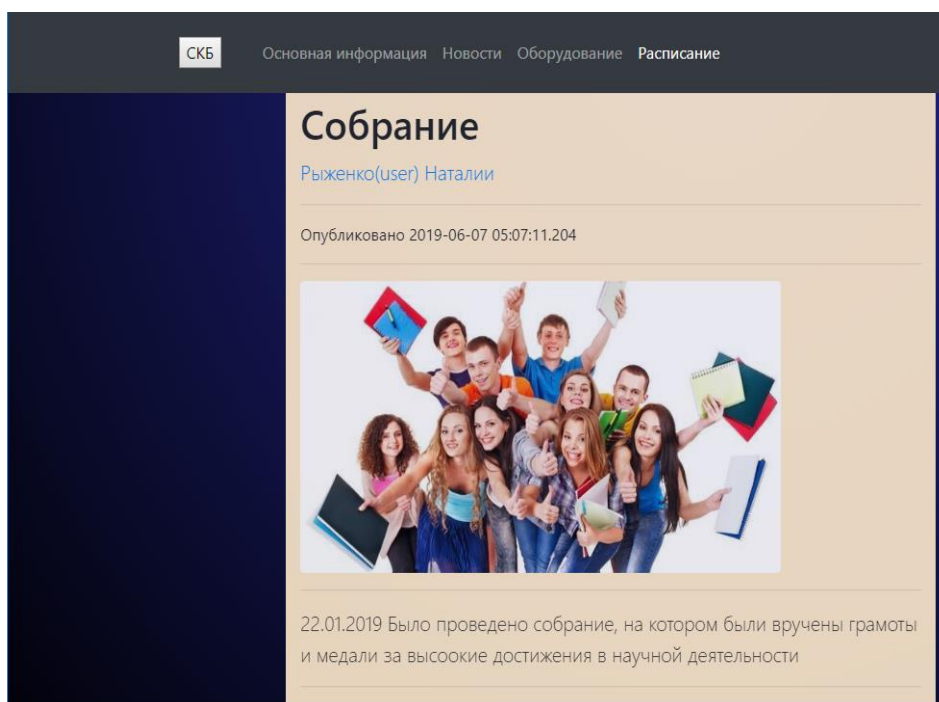 СКБ Основная информация Новости Оборудование Расписание
Собрание
Рыженко(user) Наталии
Опубликовано 2019-06-07 05:07:11.204
22.01.2019 Было проведено собрание, на котором были вручены грамоты
и медали за высоокие достижения в научной деятельности